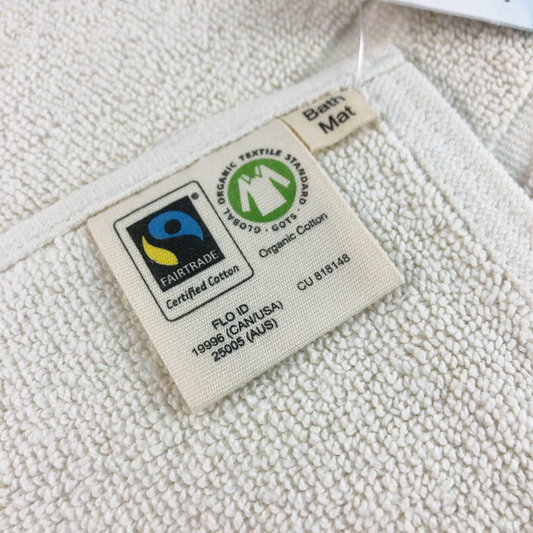 Bath
Mat
GLOBAL ORGANIC TEXTILE STANDARD · GOTS ·
Organic Cotton
CU 818148
FAIRTRADE
Certified Cotton
FLO ID
19996 (CAN/USA)
25005 (AUS)